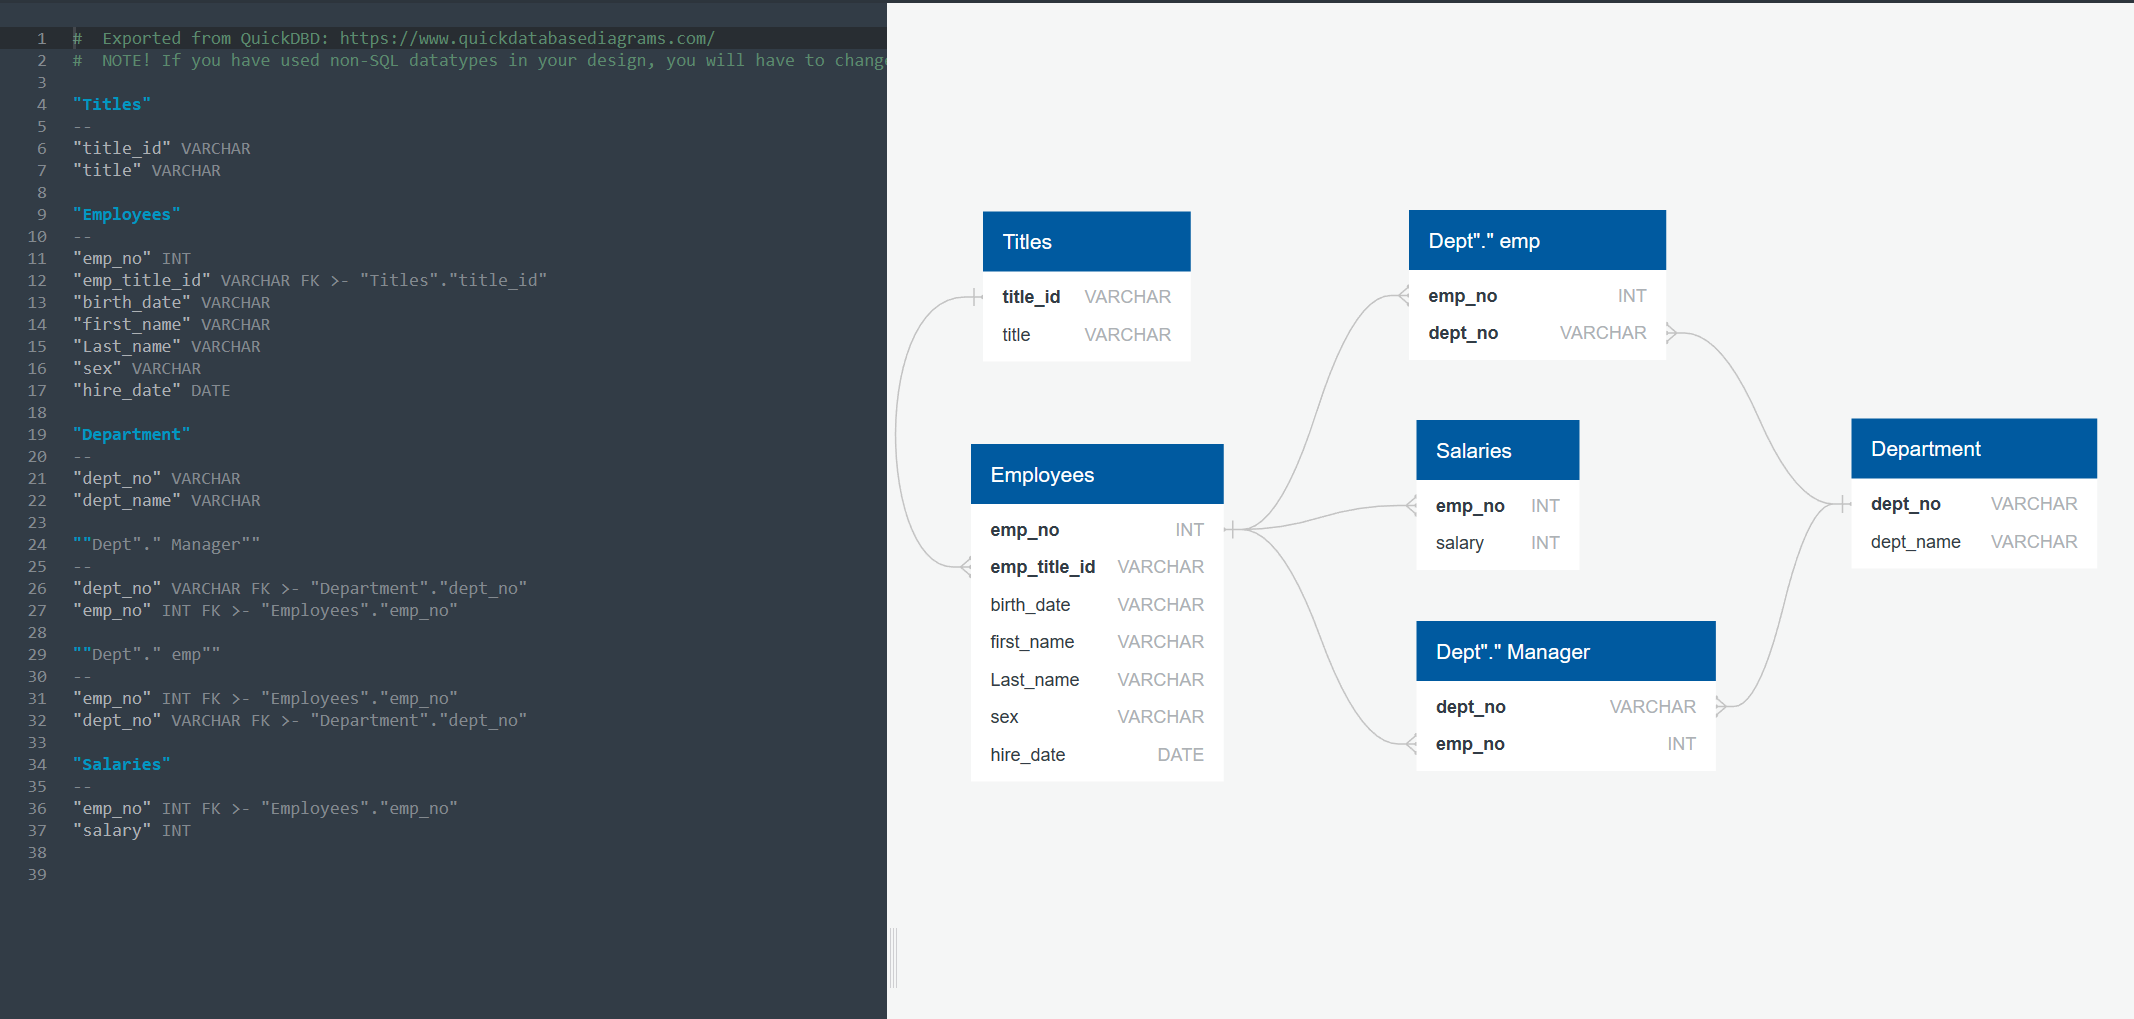 1 #  Exported from QuickDBD: https://www.quickdatabasediagrams.com/
2 #  NOTE! If you have used non-SQL datatypes in your design, you will have to change
3
4 "Titles"
5 --
6 "title_id" VARCHAR
7 "title" VARCHAR
8
9 "Employees"
10 --
11 "emp_no" INT
12 "emp_title_id" VARCHAR FK >- "Titles"."title_id"
13 "birth_date" VARCHAR
14 "first_name" VARCHAR
15 "Last_name" VARCHAR
16 "sex" VARCHAR
17 "hire_date" DATE
18
19 "Department"
20 --
21 "dept_no" VARCHAR
22 "dept_name" VARCHAR
23
24 ""Dept"." Manager""
25 --
26 "dept_no" VARCHAR FK >- "Department"."dept_no"
27 "emp_no" INT FK >- "Employees"."emp_no"
28
29 ""Dept"." emp""
30 --
31 "emp_no" INT FK >- "Employees"."emp_no"
32 "dept_no" VARCHAR FK >- "Department"."dept_no"
33
34 "Salaries"
35 --
36 "emp_no" INT FK >- "Employees"."emp_no"
37 "salary" INT
38
39
Titles
title_id VARCHAR
title VARCHAR
Employees
emp_no INT
emp_title_id VARCHAR
birth_date VARCHAR
first_name VARCHAR
Last_name VARCHAR
sex VARCHAR
hire_date DATE
Dept"." emp
emp_no INT
dept_no VARCHAR
Salaries
emp_no INT
salary INT
Dept"." Manager
dept_no VARCHAR
emp_no INT
Department
dept_no VARCHAR
dept_name VARCHAR